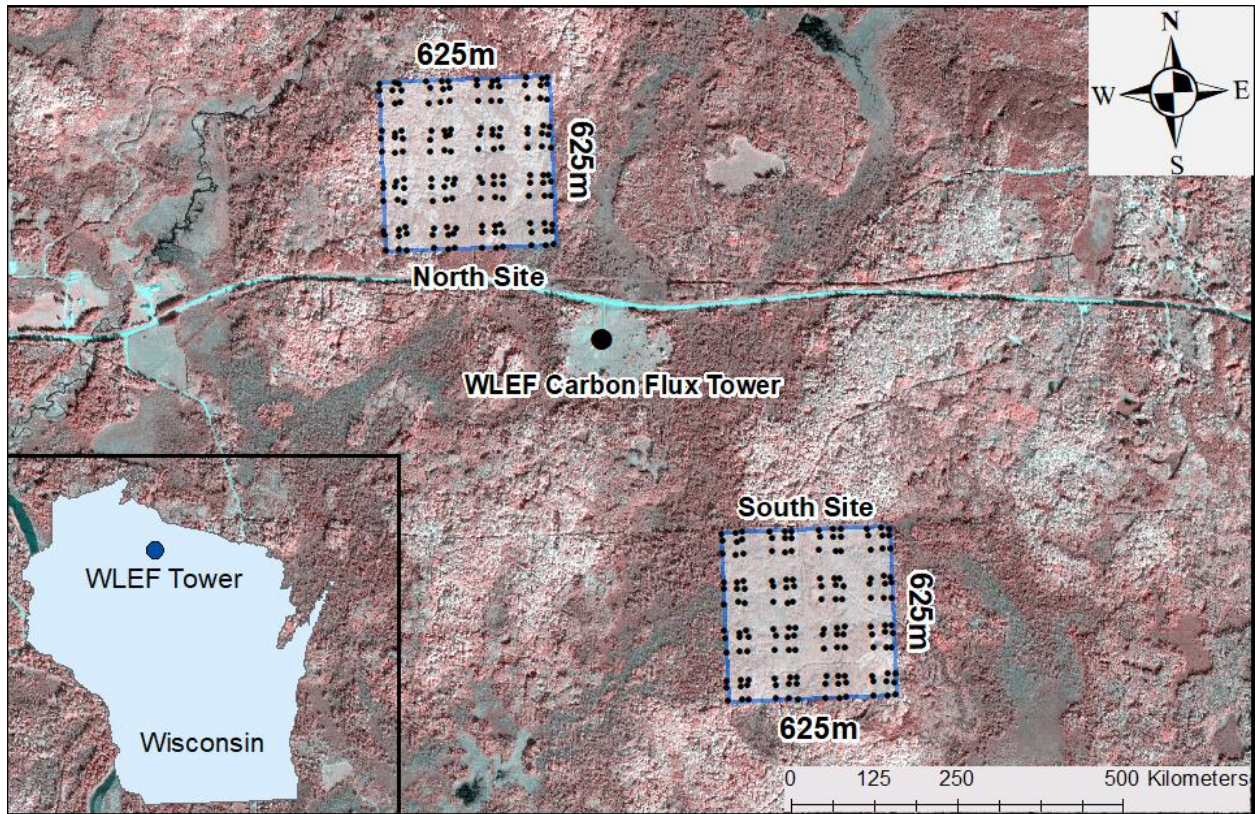 N
W E
S
625m
625m
North Site
WLEF Carbon Flux Tower
South Site
625m
625m
WLEF Tower
Wisconsin
0 125 250 500 Kilometers